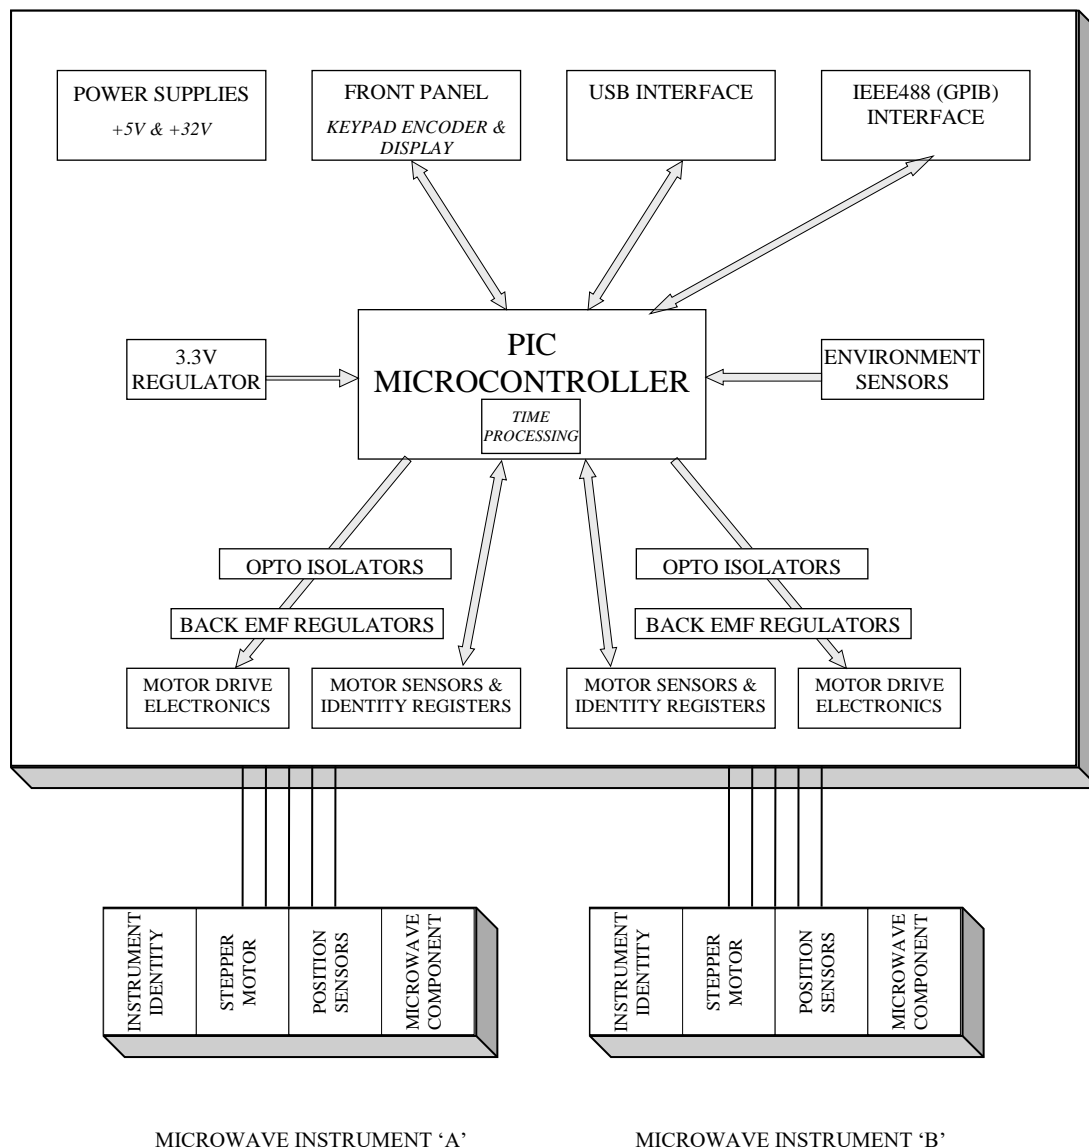 POWER SUPPLIES
+5V & +32V
FRONT PANEL
KEYPAD ENCODER &
DISPLAY
USB INTERFACE
IEEE488 (GPIB)
INTERFACE
3.3V
REGULATOR
PIC
MICROCONTROLLER
TIME
PROCESSING
ENVIRONMENT
SENSORS
OPTO ISOLATORS
OPTO ISOLATORS
BACK EMF REGULATORS
BACK EMF REGULATORS
MOTOR DRIVE
ELECTRONICS
MOTOR SENSORS &
IDENTITY REGISTERS
MOTOR SENSORS &
IDENTITY REGISTERS
MOTOR DRIVE
ELECTRONICS
INSTRUMENT
IDENTITY
STEPPER
MOTOR
POSITION
SENSORS
MICROWAVE
COMPONENT
INSTRUMENT
IDENTITY
STEPPER
MOTOR
POSITION
SENSORS
MICROWAVE
COMPONENT
MICROWAVE INSTRUMENT ‘A’
MICROWAVE INSTRUMENT ‘B’